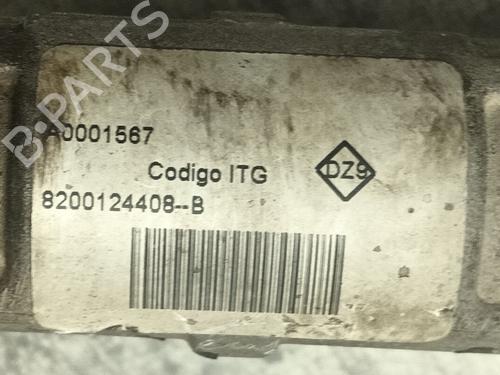 A0001567
Codigo ITG
DZ9
8200124408--B
B-PARTS